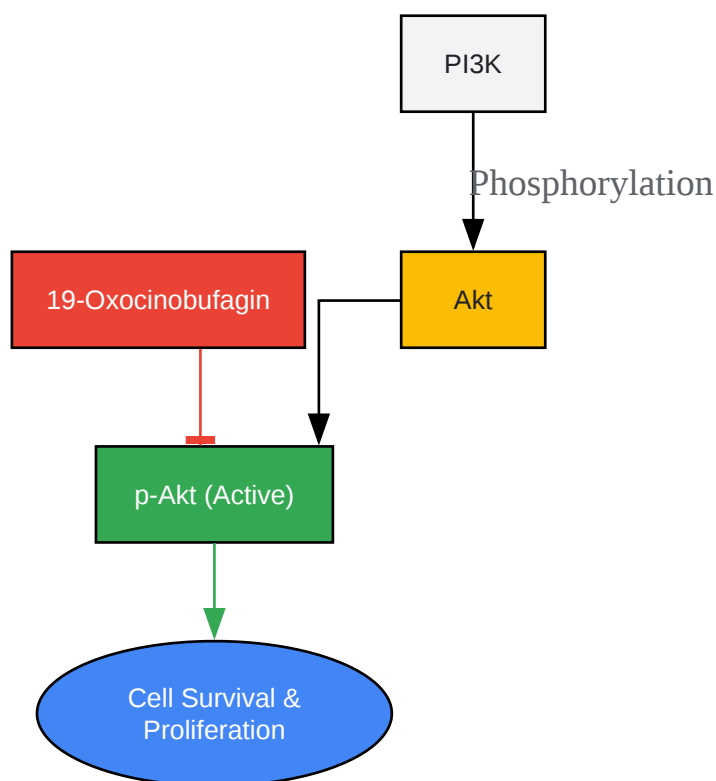 PI3K
Phosphorylation
19-Oxocinobufagin
Akt
p-Akt (Active)
Cell Survival &
Proliferation